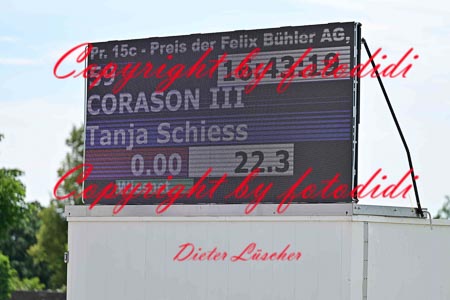 Pr. 15c - Preis der Felix Bühler AG,
Copyright by fotodidi
59
CORASON III
Tanja Schiess
0.00 22.3
Copyright by fotodidi
Dieter Lüscher